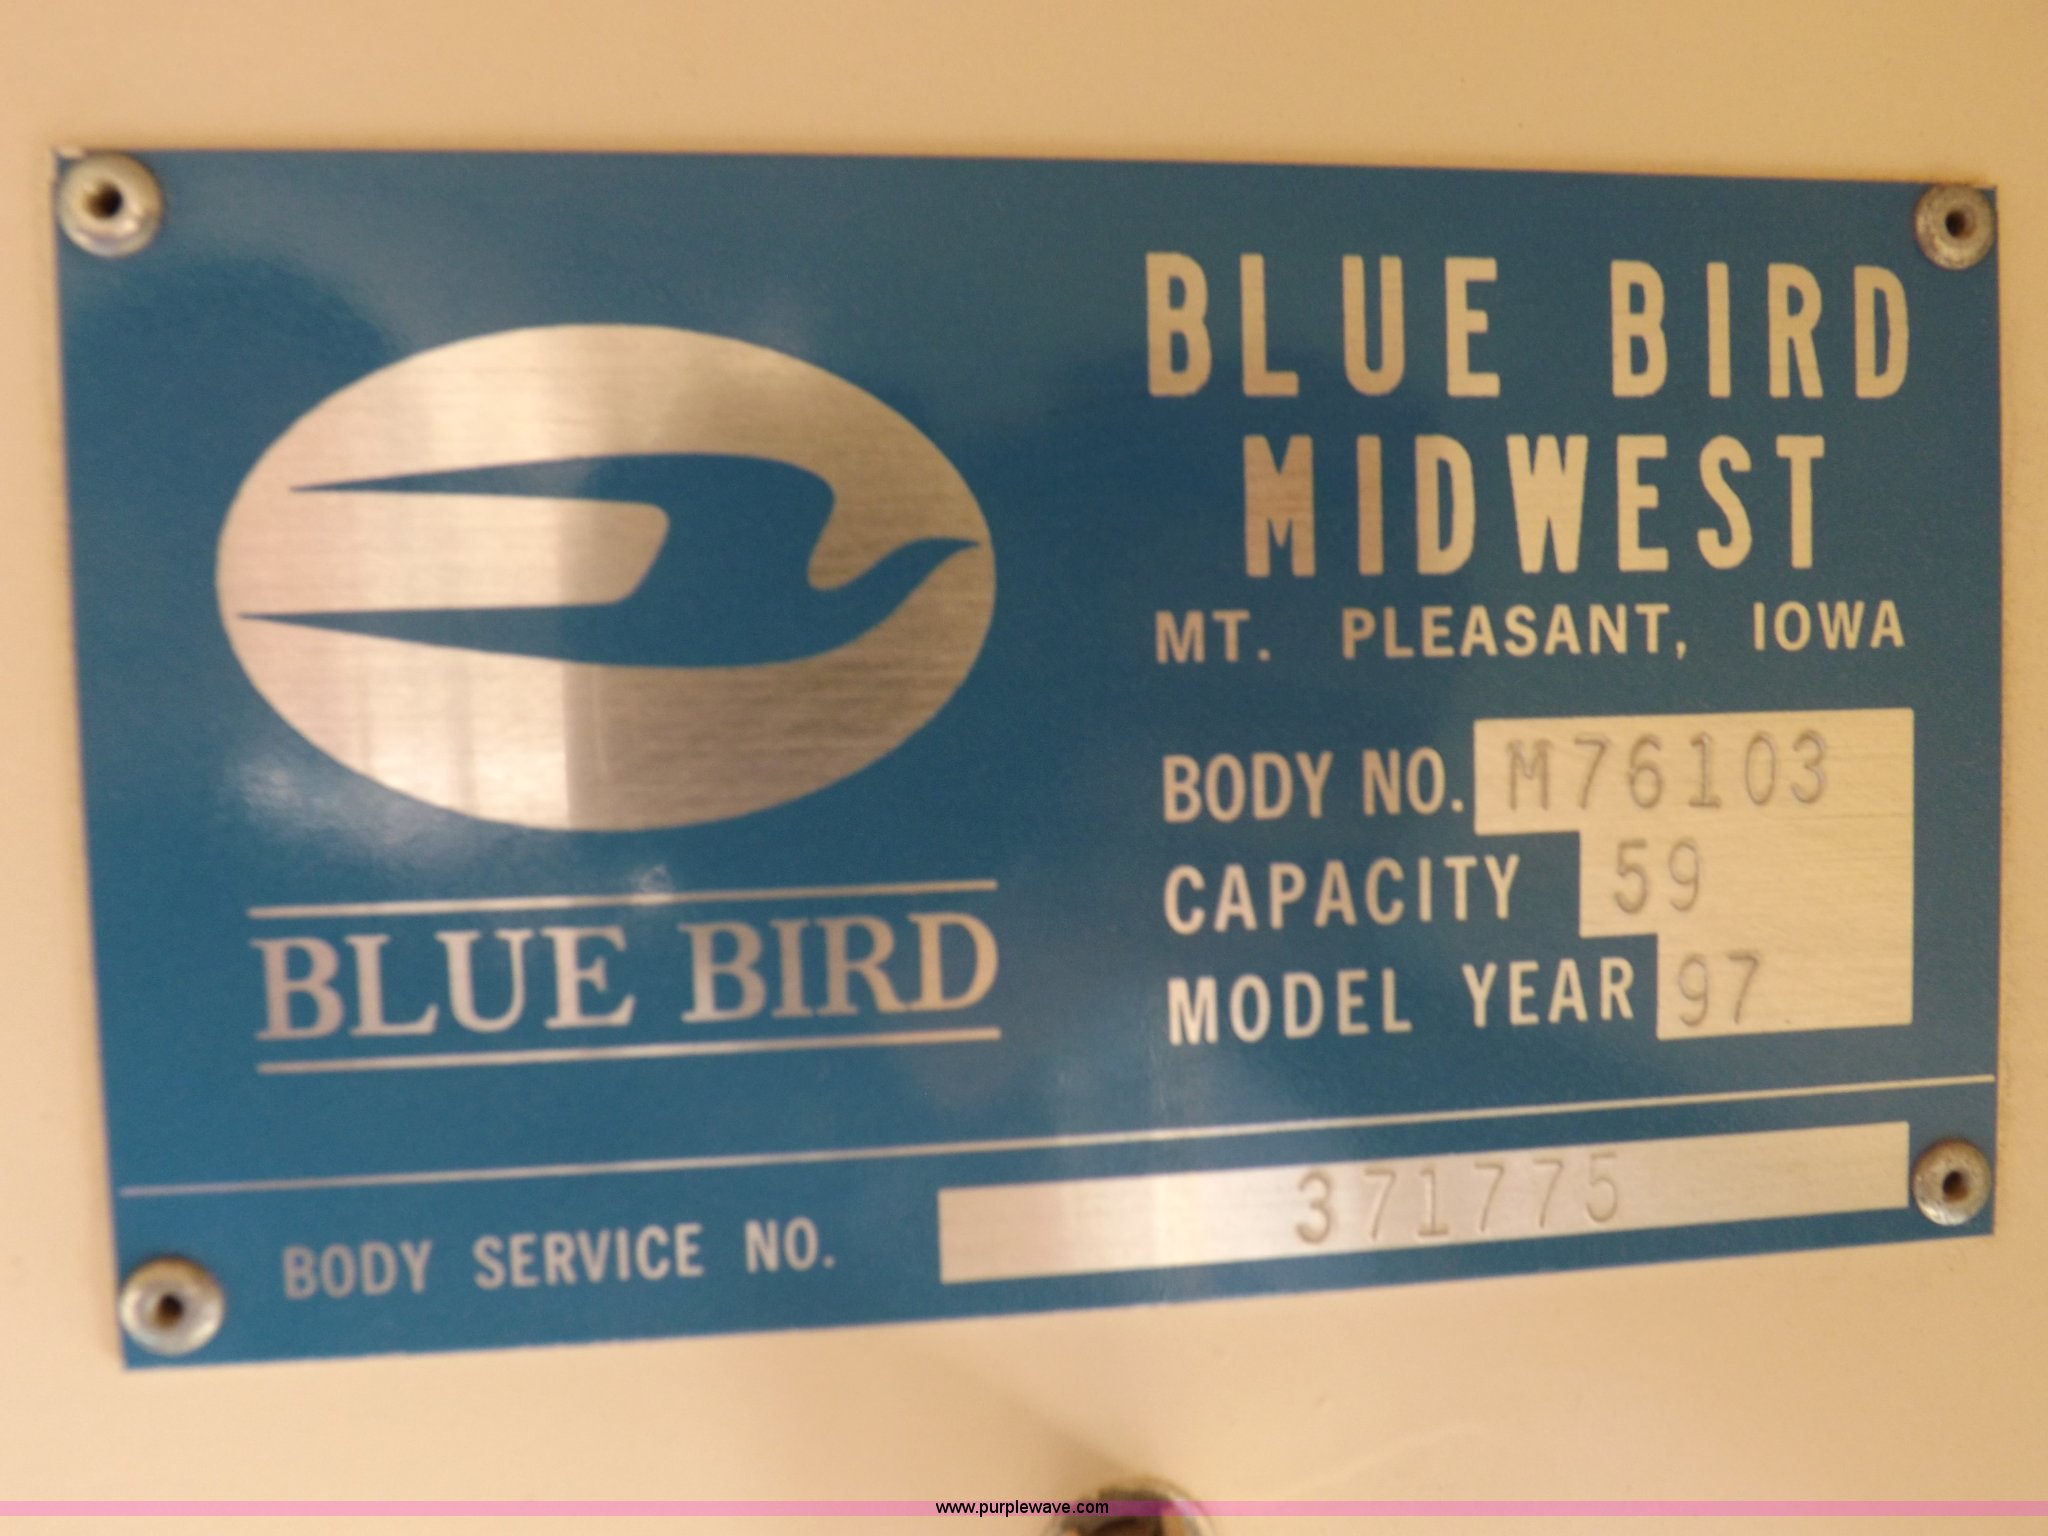 BLUE BIRD
MIDWEST
MT. PLEASANT, IOWA
BODY NO. M76103
CAPACITY 59
MODEL YEAR 97
BLUE BIRD
BODY SERVICE NO. 371775
www.purplewave.com